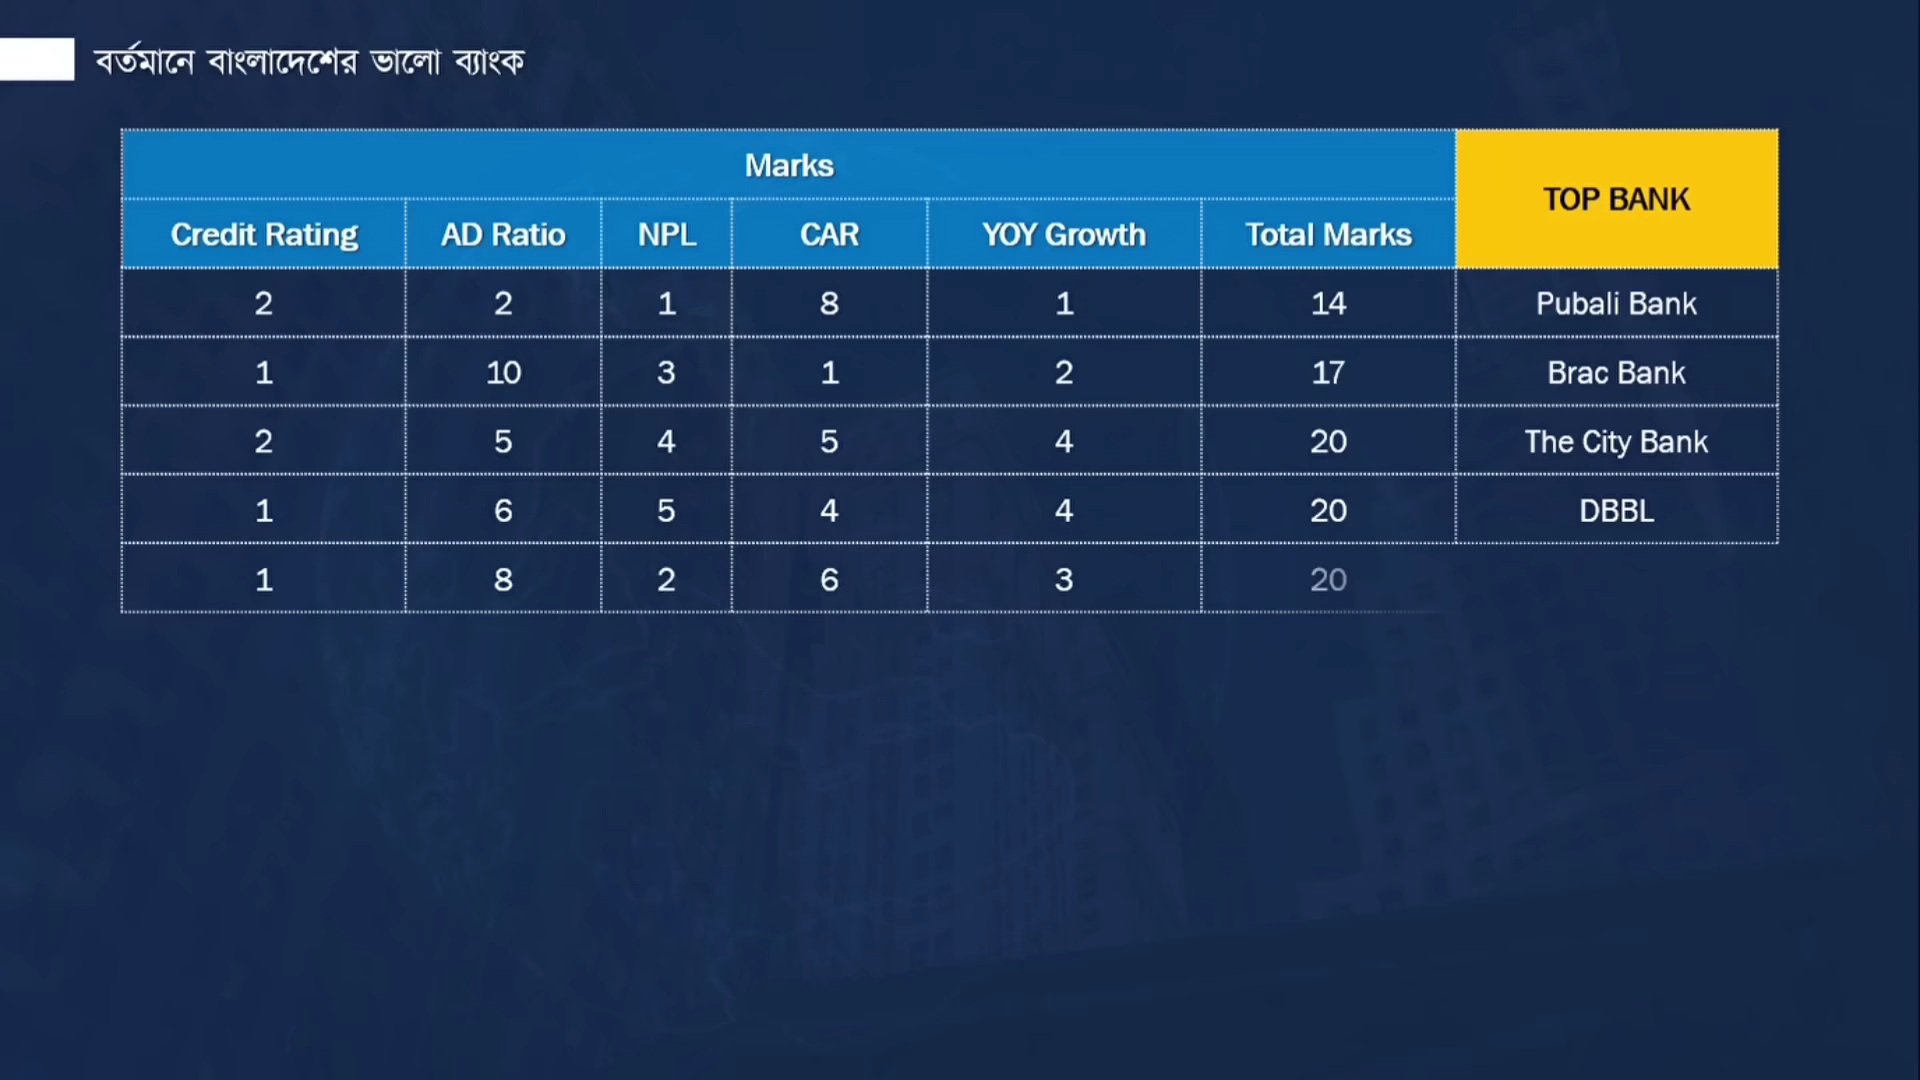 বর্তমানে বাংলাদেশের ভালো ব্যাংক
Marks TOP BANK
Credit Rating AD Ratio NPL CAR YOY Growth Total Marks
2 2 1 8 1 14 Pubali Bank
1 10 3 1 2 17 Brac Bank
2 5 4 5 4 20 The City Bank
1 6 5 4 4 20 DBBL
1 8 2 6 3 20